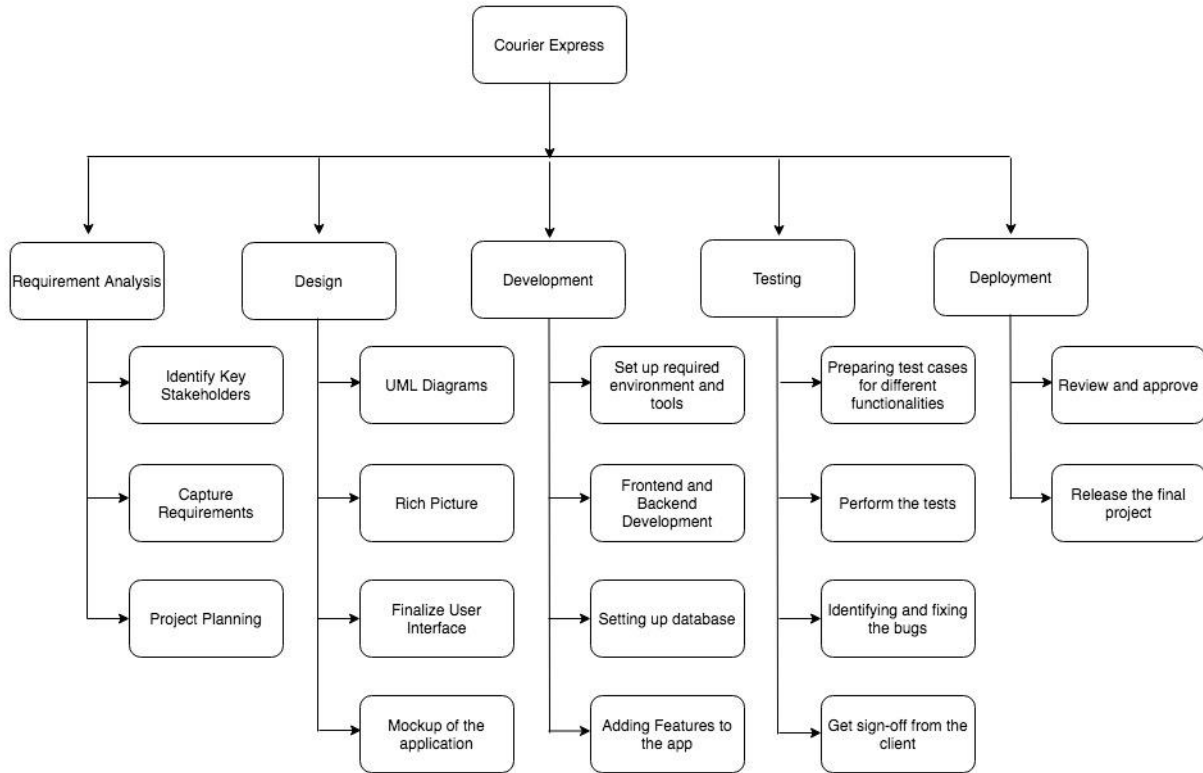 Courier Express
Requirement Analysis
Design
Development
Testing
Deployment
Identify Key
Stakeholders
Capture
Requirements
Project Planning
UML Diagrams
Rich Picture
Finalize User
Interface
Mockup of the
application
Set up required
environment and
tools
Frontend and
Backend
Development
Setting up database
Adding Features to
the app
Preparing test cases
for different
functionalities
Perform the tests
Identifying and fixing
the bugs
Get sign-off from the
client
Review and approve
Release the final
project